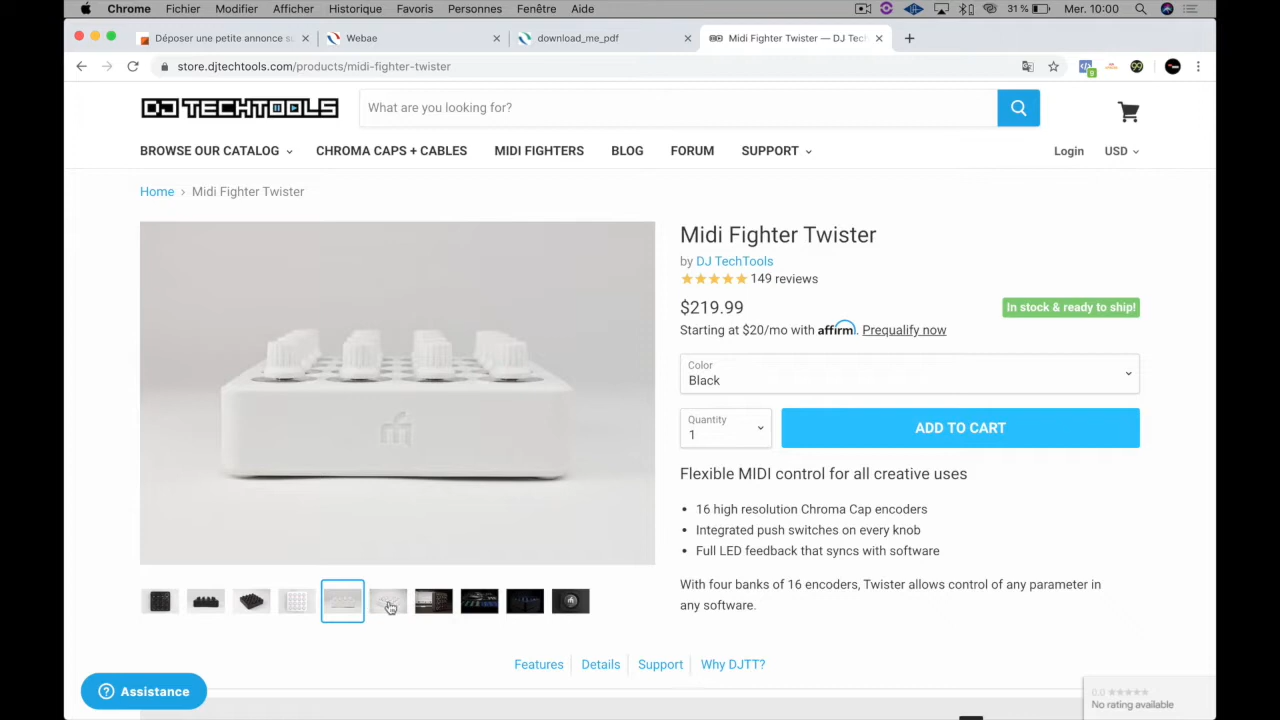 Chrome Fichier Modifier Afficher Historique Favoris Personnes Fenêtre Aide 31 % Mer. 10:00
Déposer une petite annonce su
Webae
download_me_pdf
Midi Fighter Twister — DJ Tech
store.djtechtools.com/products/midi-fighter-twister
DJ TECHTOOLS
What are you looking for?
BROWSE OUR CATALOG CHROMA CAPS + CABLES MIDI FIGHTERS BLOG FORUM SUPPORT Login USD
Home › Midi Fighter Twister
Midi Fighter Twister
by DJ TechTools
149 reviews
$219.99
In stock & ready to ship!
Starting at $20/mo with affirm. Prequalify now
Color
Black
Quantity
1
ADD TO CART
Flexible MIDI control for all creative uses
• 16 high resolution Chroma Cap encoders
• Integrated push switches on every knob
• Full LED feedback that syncs with software
With four banks of 16 encoders, Twister allows control of any parameter in
any software.
Features Details Support Why DJTT?
Assistance
0.0
No rating available